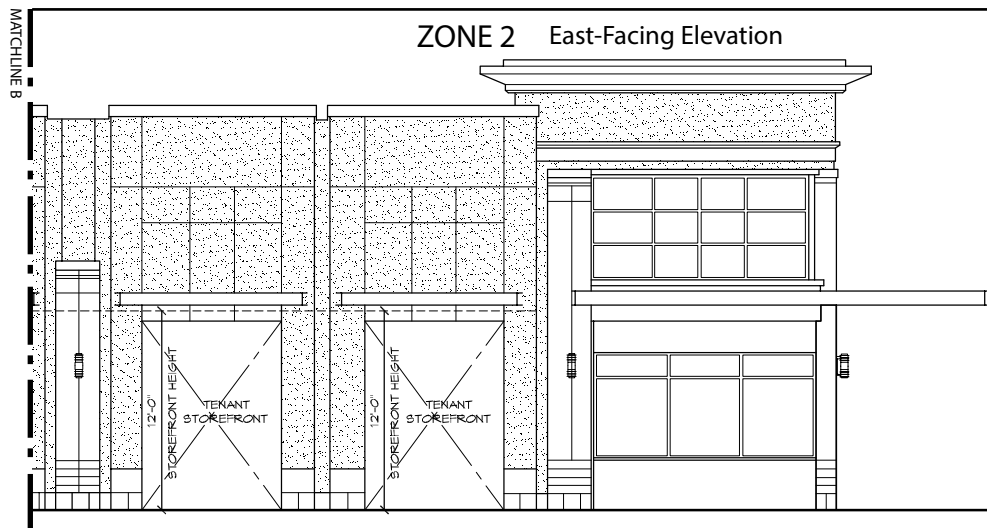 MATCHLINE B
ZONE 2 East-Facing Elevation
12'-0"
STOREFRONT HEIGHT
TENANT
STOREFRONT
12'-0"
STOREFRONT HEIGHT
TENANT
STOREFRONT